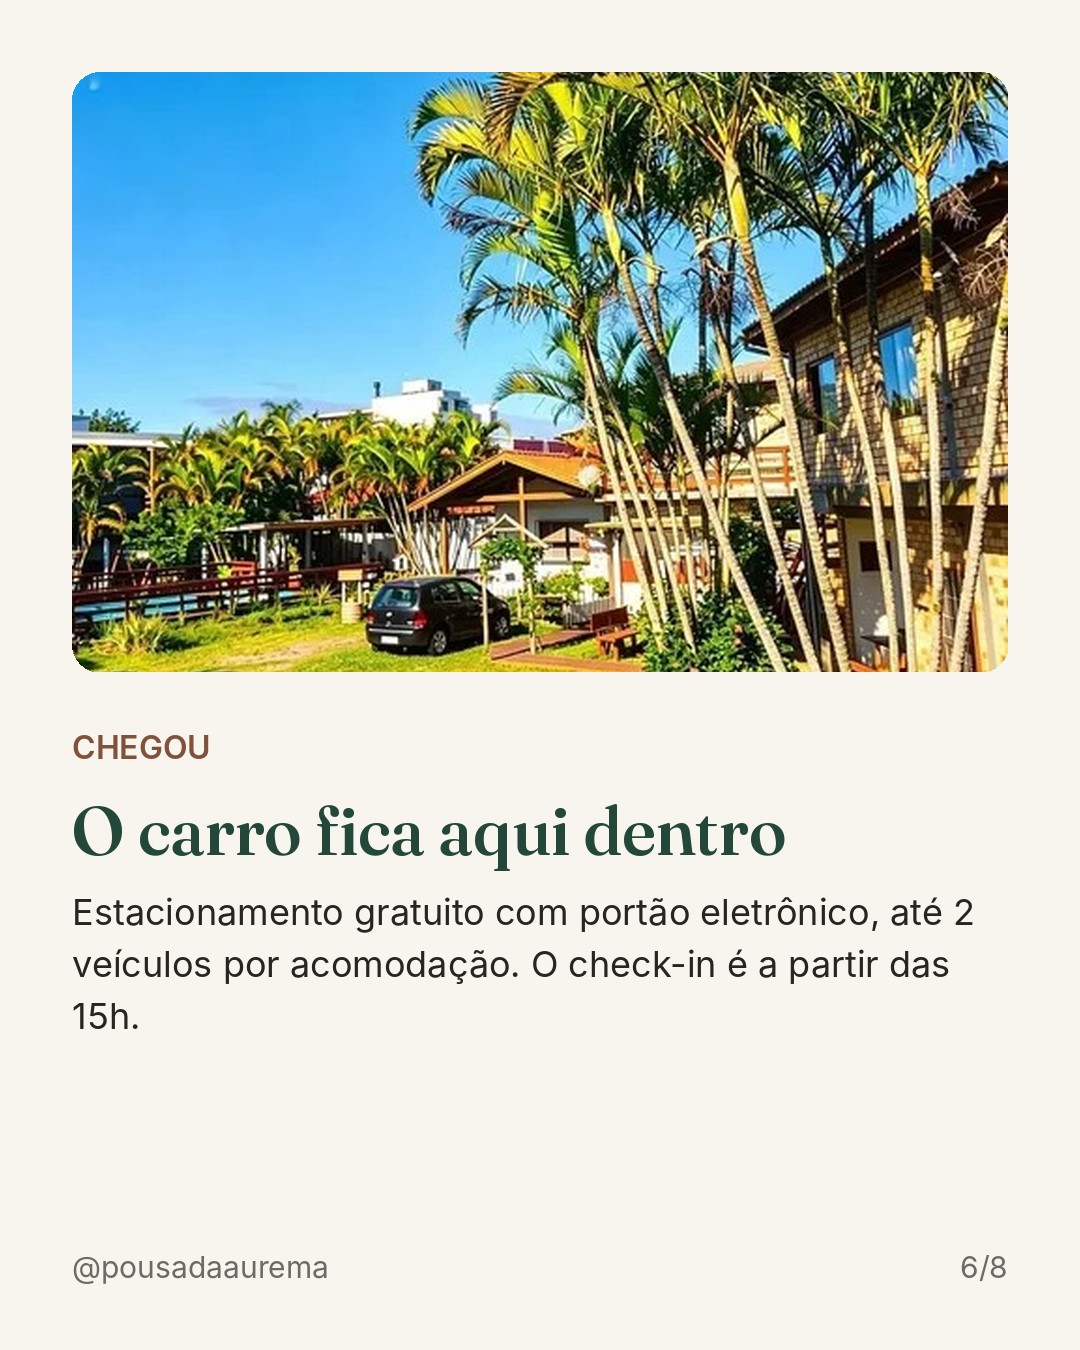 CHEGOU
O carro fica aqui dentro
Estacionamento gratuito com portão eletrônico, até 2
veículos por acomodação. O check-in é a partir das
15h.
@pousadaaurema
6/8